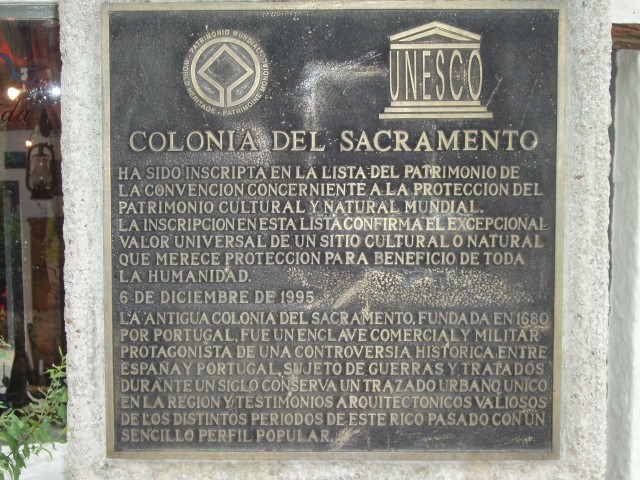 PATRIMONIO MUNDIAL • WORLD HERITAGE • PATRIMOINE MONDIAL •
UNESCO
COLONIA DEL SACRAMENTO
HA SIDO INSCRIPTA EN LA LISTA DEL PATRIMONIO DE
LA CONVENCION CONCERNIENTE A LA PROTECCION DEL
PATRIMONIO CULTURAL Y NATURAL MUNDIAL.
LA INSCRIPCION EN ESTA LISTA CONFIRMA EL EXCEPCIONAL
VALOR UNIVERSAL DE UN SITIO CULTURAL O NATURAL
QUE MERECE PROTECCION PARA BENEFICIO DE TODA
LA HUMANIDAD.
6 DE DICIEMBRE DE 1995
LA ANTIGUA COLONIA DEL SACRAMENTO, FUNDADA EN 1680
POR PORTUGAL, FUE UN ENCLAVE COMERCIAL Y MILITAR
PROTAGONISTA DE UNA CONTROVERSIA HISTORICA ENTRE
ESPAÑA Y PORTUGAL, SUJETO DE GUERRAS Y TRATADOS
DURANTE UN SIGLO CONSERVA UN TRAZADO URBANO UNICO
EN LA REGION Y TESTIMONIOS ARQUITECTONICOS VALIOSOS
DE LOS DISTINTOS PERIODOS DE ESTE RICO PASADO CON UN
SENCILLO PERFIL POPULAR.